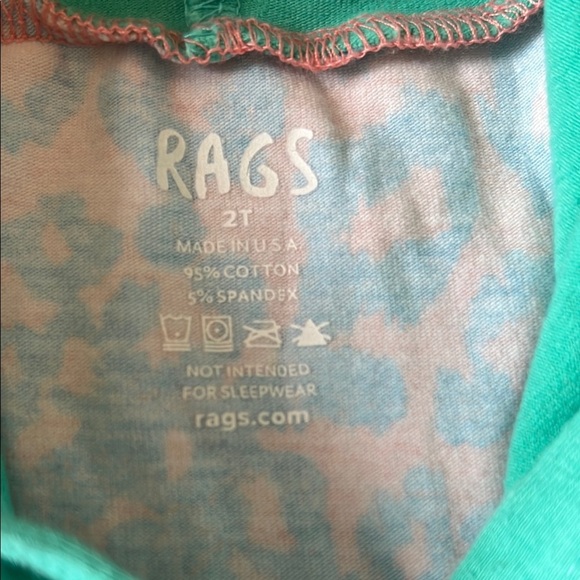 RAGS
2T
MADE IN U.S.A.
95% COTTON
5% SPANDEX
NOT INTENDED
FOR SLEEPWEAR
rags.com